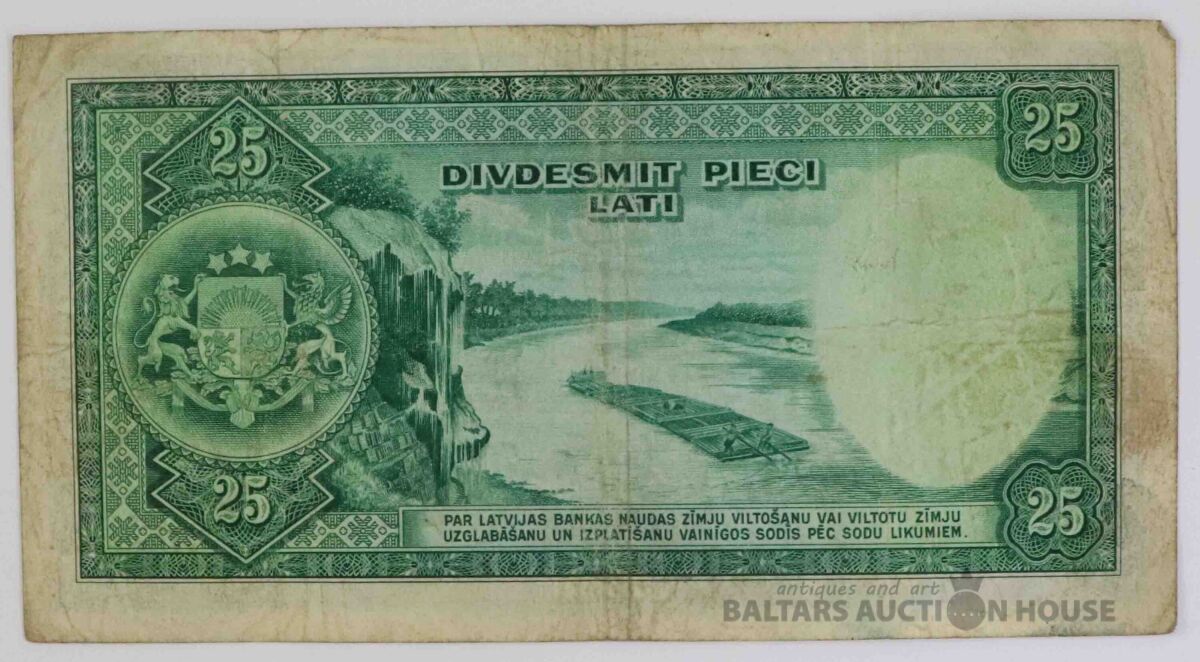 25
25
DIVDESMIT PIECI
LATI
25
25
PAR LATVIJAS BANKAS NAUDAS ZĪMJU VILTOŠANU VAI VILTOTU ZĪMJU
UZGLABĀŠANU UN IZPLATĪŠANU VAINĪGOS SODĪS PĒC SODU LIKUMIEM.
antiques and art
BALTARS AUCTION HOUSE